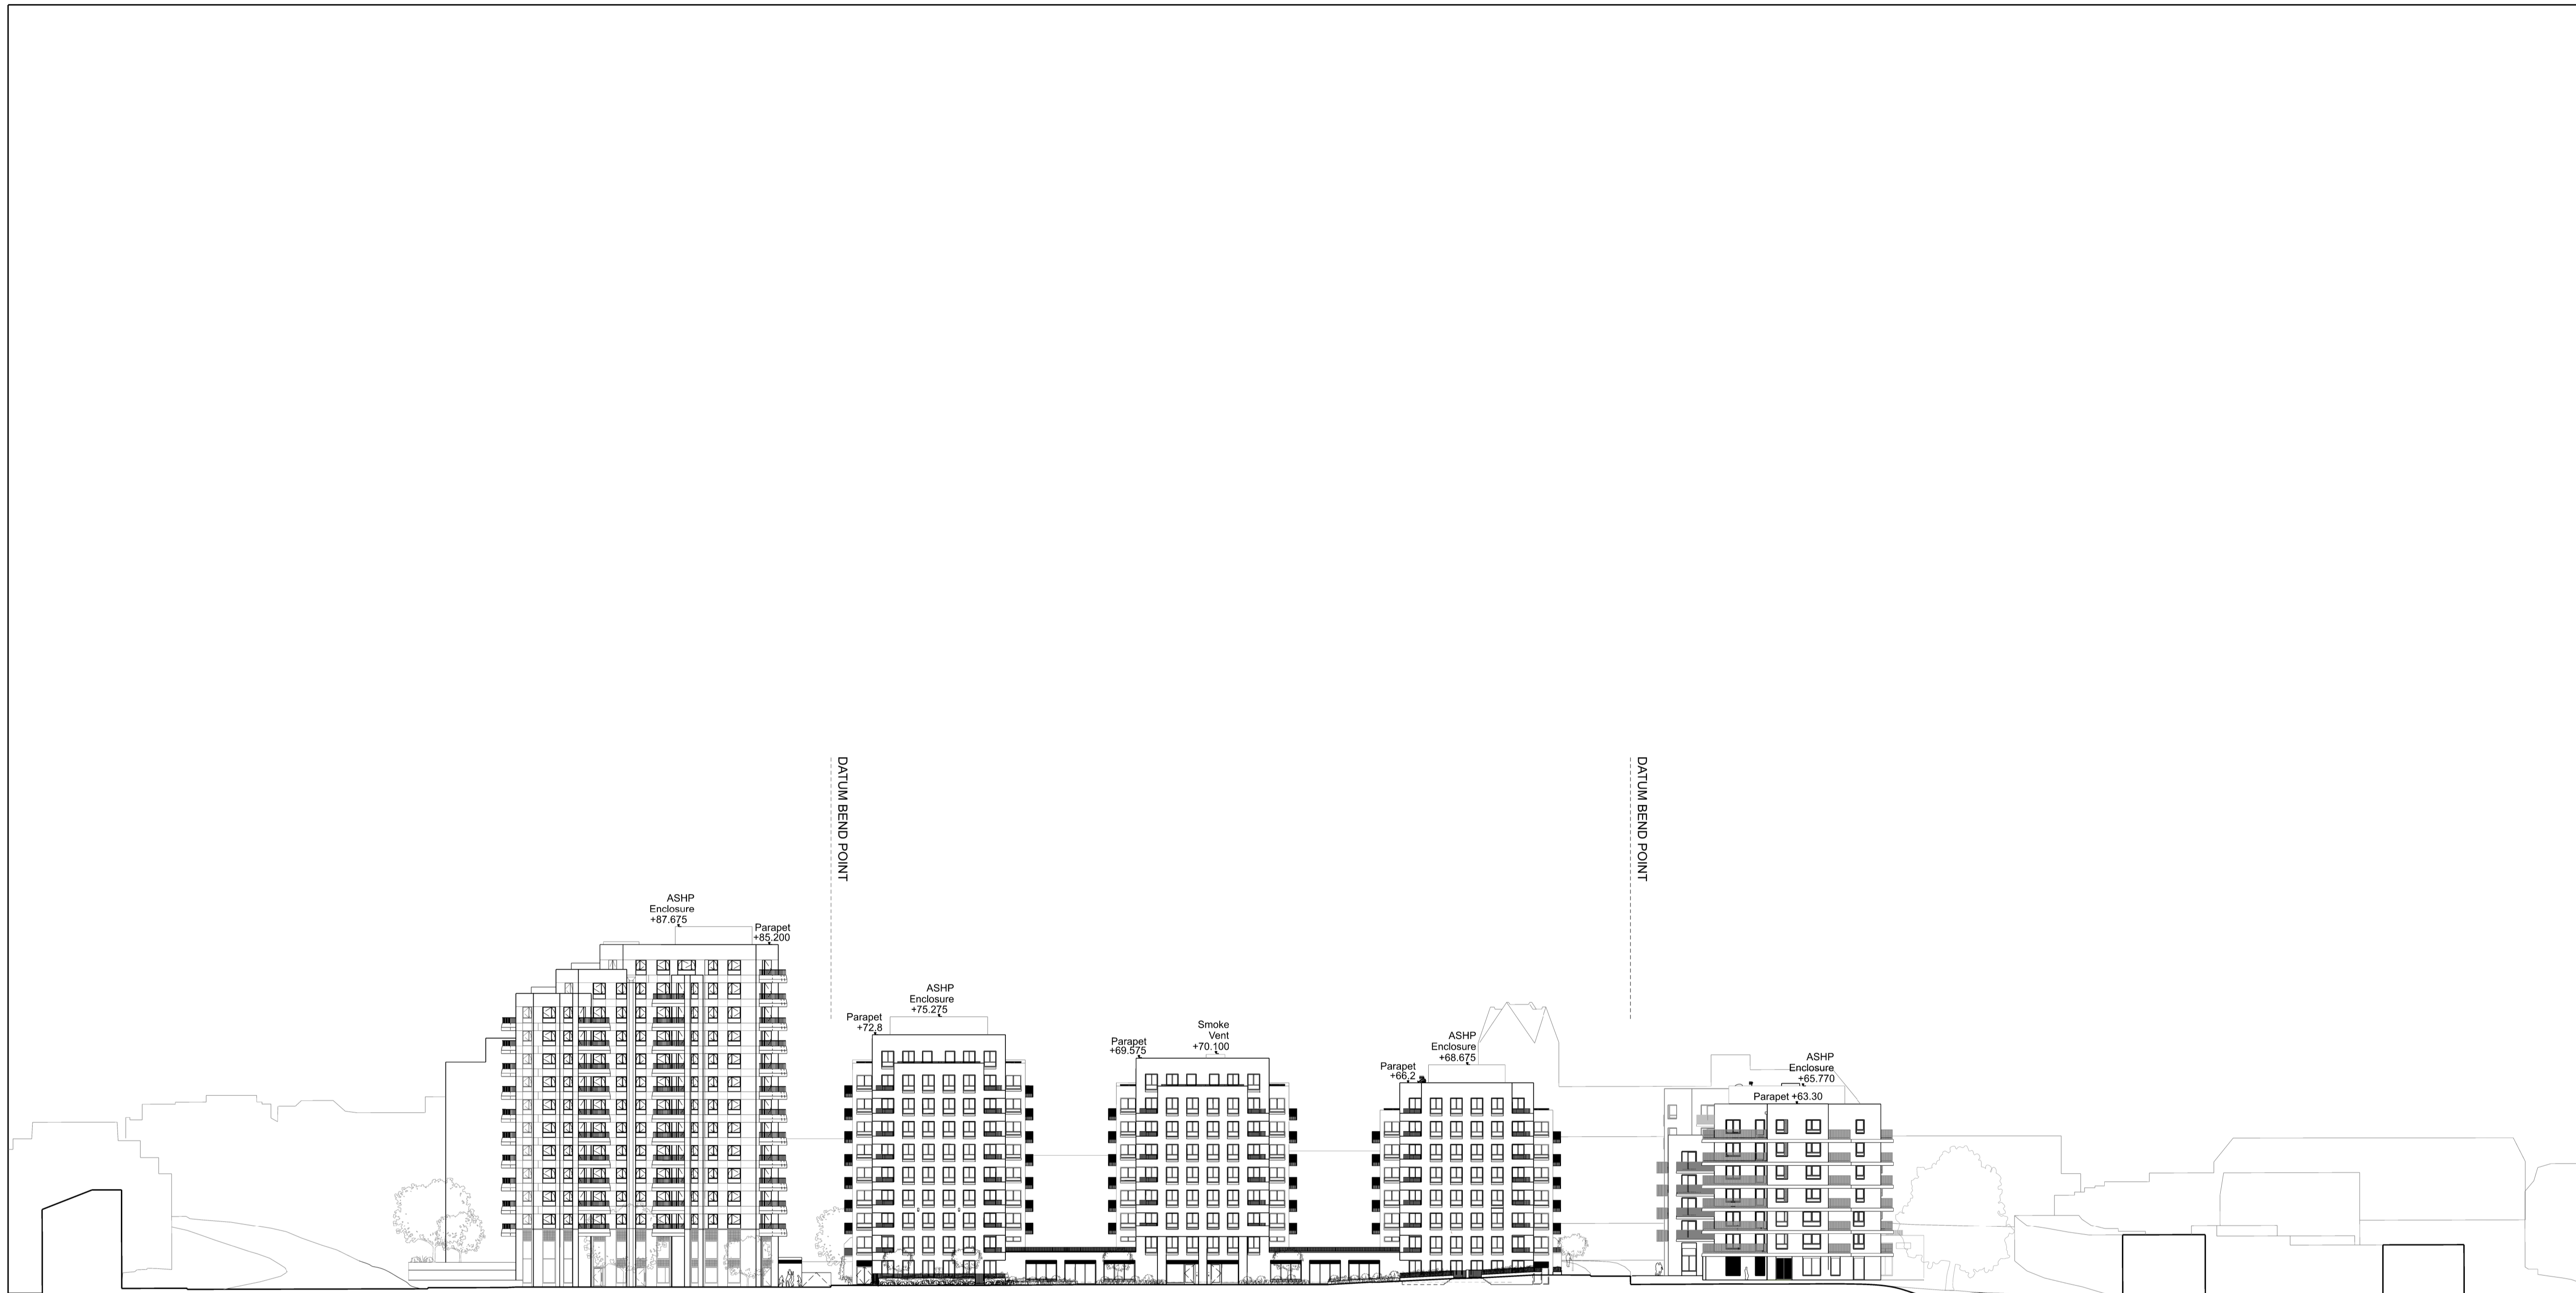 DATUM BEND POINT
DATUM BEND POINT
ASHP
Enclosure
+87.675
Parapet
+85.200
ASHP
Enclosure
+75.275
Parapet
+72.8
Smoke
Vent
+70.100
Parapet
+69.575
ASHP
Enclosure
+68.675
Parapet
+66.2
ASHP
Enclosure
+65.770
Parapet +63.30